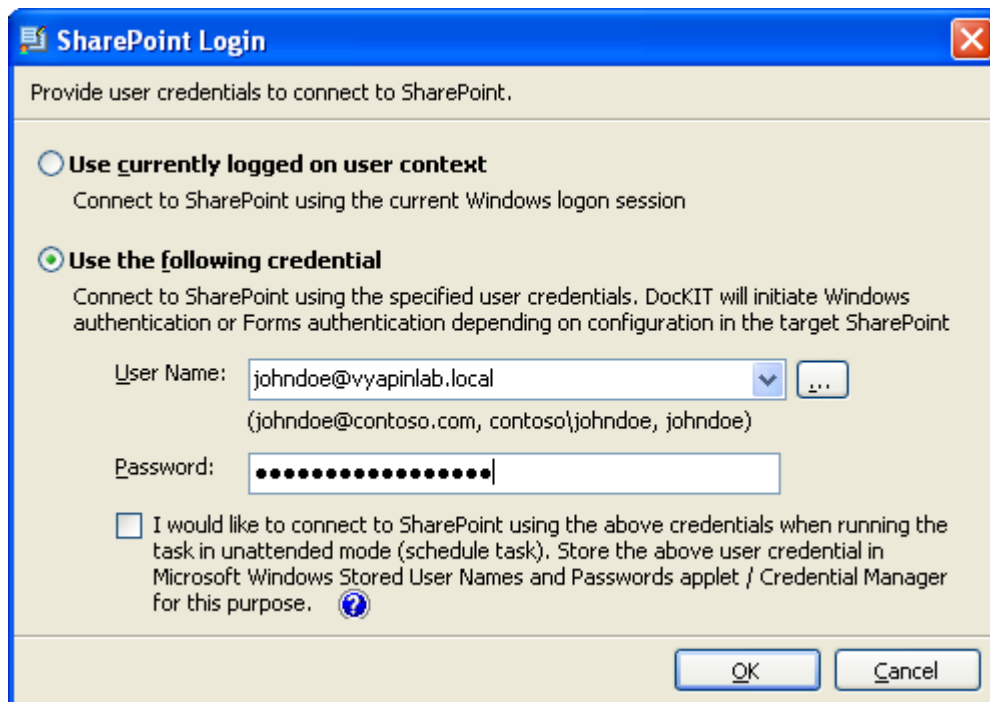 SharePoint Login
Provide user credentials to connect to SharePoint.
Use currently logged on user context
Connect to SharePoint using the current Windows logon session
Use the following credential
Connect to SharePoint using the specified user credentials. DocKIT will initiate Windows
authentication or Forms authentication depending on configuration in the target SharePoint
User Name: johndoe@vyapinlab.local ...
(johndoe@contoso.com, contoso\johndoe, johndoe)
Password: ●●●●●●●●●●●●●●●●●
I would like to connect to SharePoint using the above credentials when running the
task in unattended mode (schedule task). Store the above user credential in
Microsoft Windows Stored User Names and Passwords applet / Credential Manager
for this purpose. ?
OK Cancel